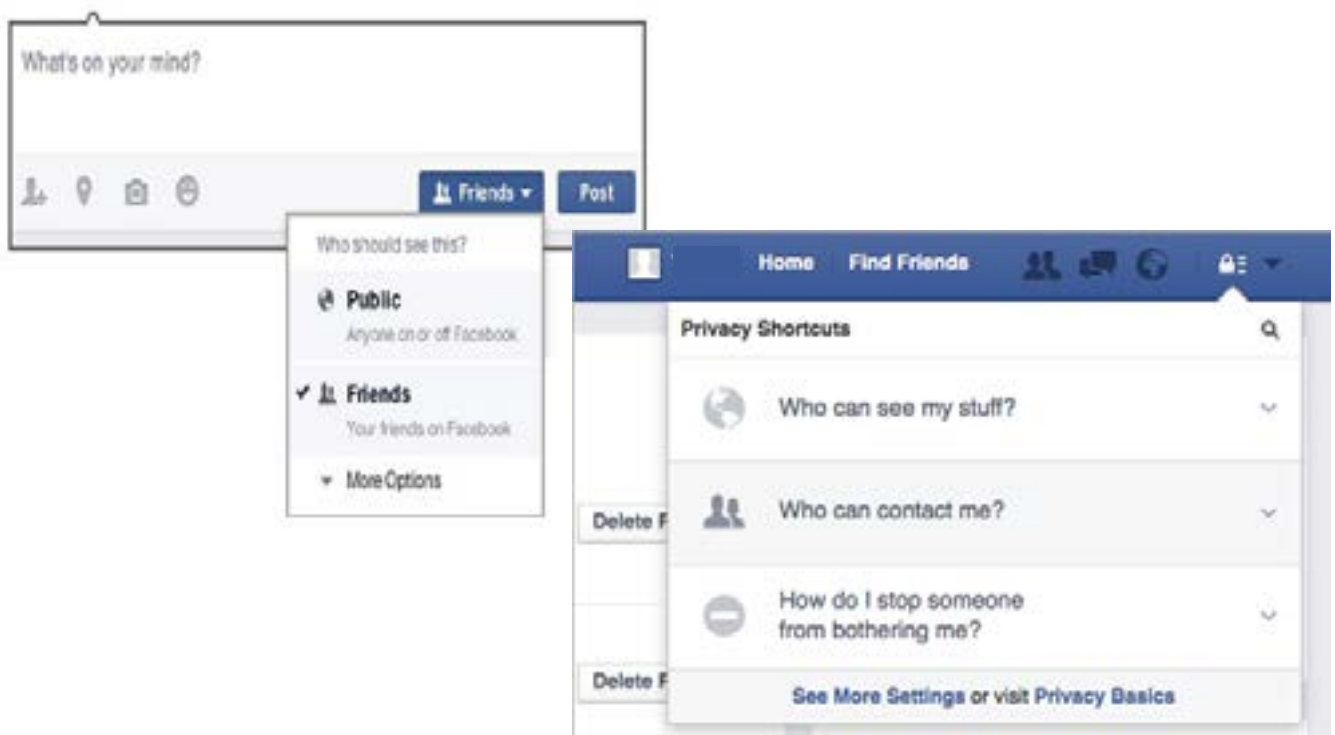 What's on your mind?
Friends
Post
Who should see this?
Public
Anyone on or off Facebook
Friends
Your friends on Facebook
More Options
Home Find Friends
Privacy Shortcuts
Who can see my stuff?
Who can contact me?
How do I stop someone
from bothering me?
See More Settings or visit Privacy Basics
Delete F
Delete F